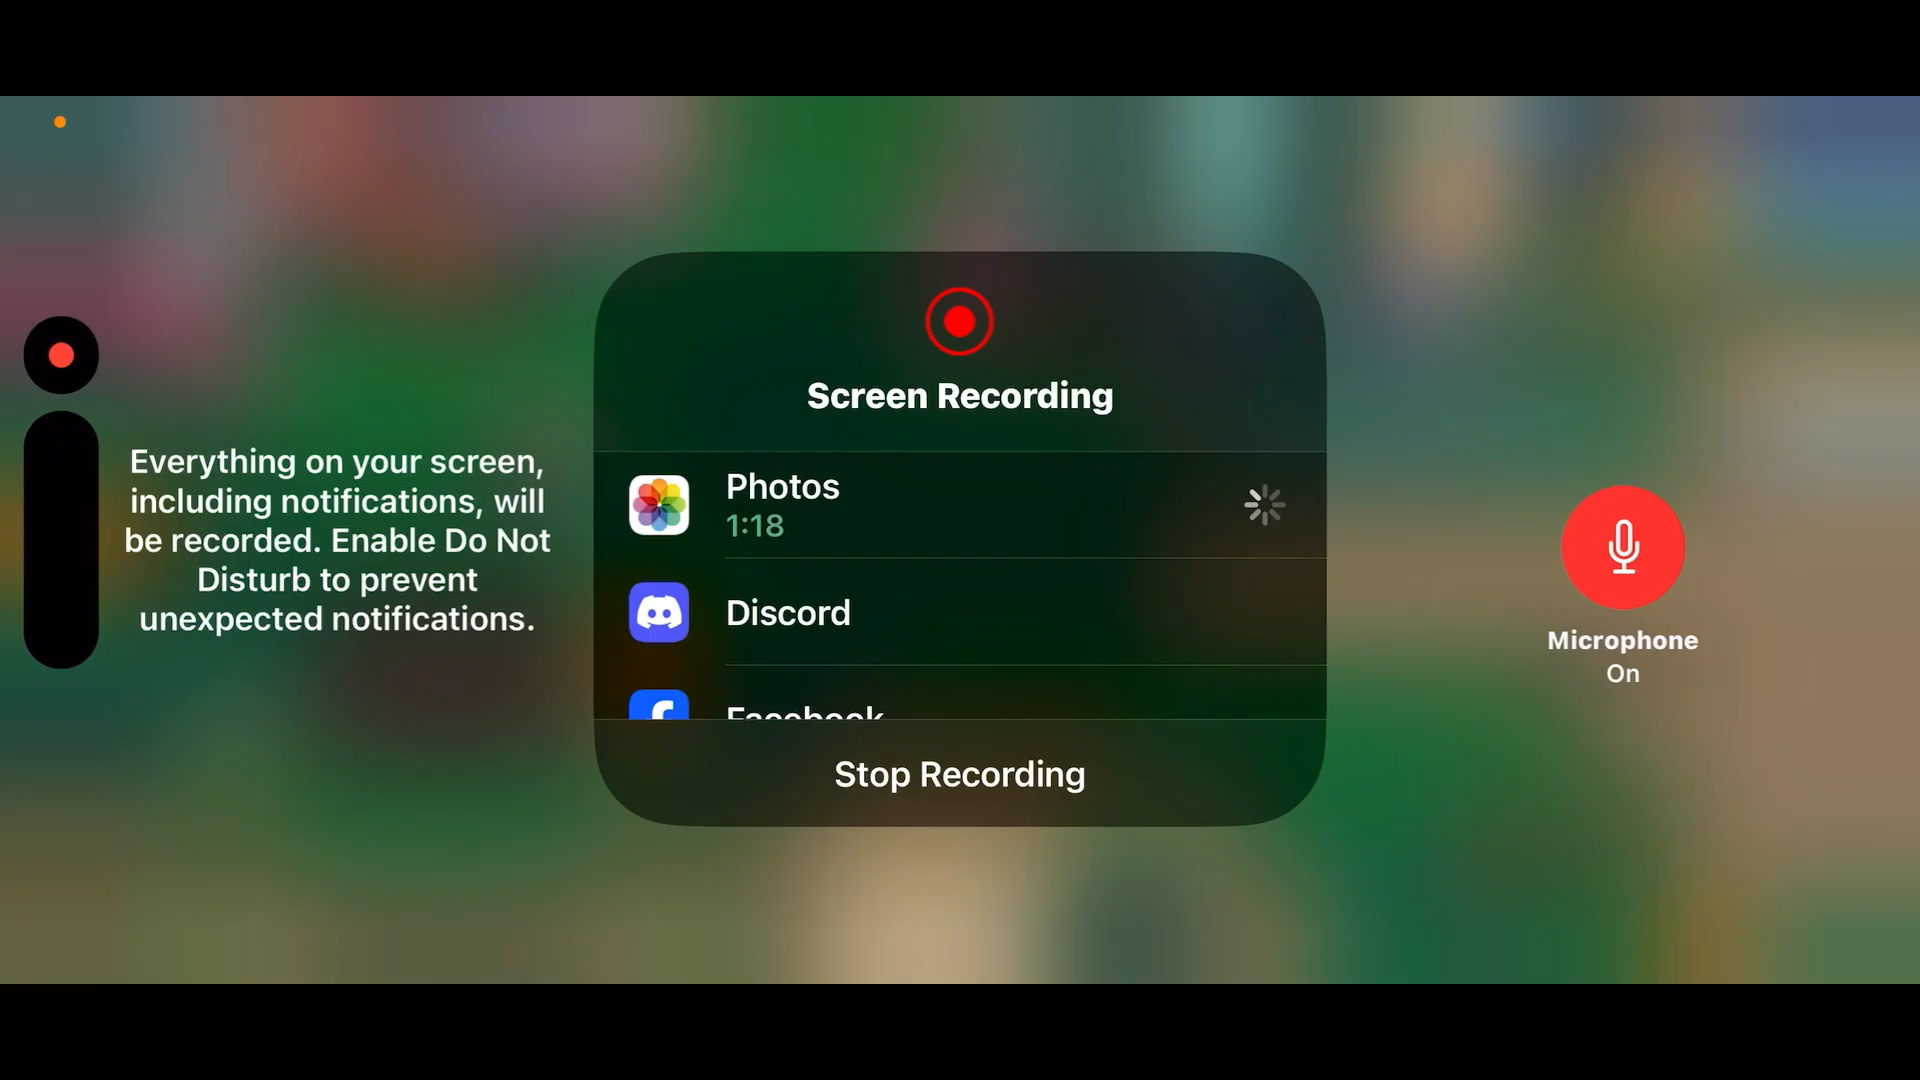 Everything on your screen,
including notifications, will
be recorded. Enable Do Not
Disturb to prevent
unexpected notifications.
Screen Recording
Photos
1:18
Discord
Facebook
Stop Recording
Microphone
On